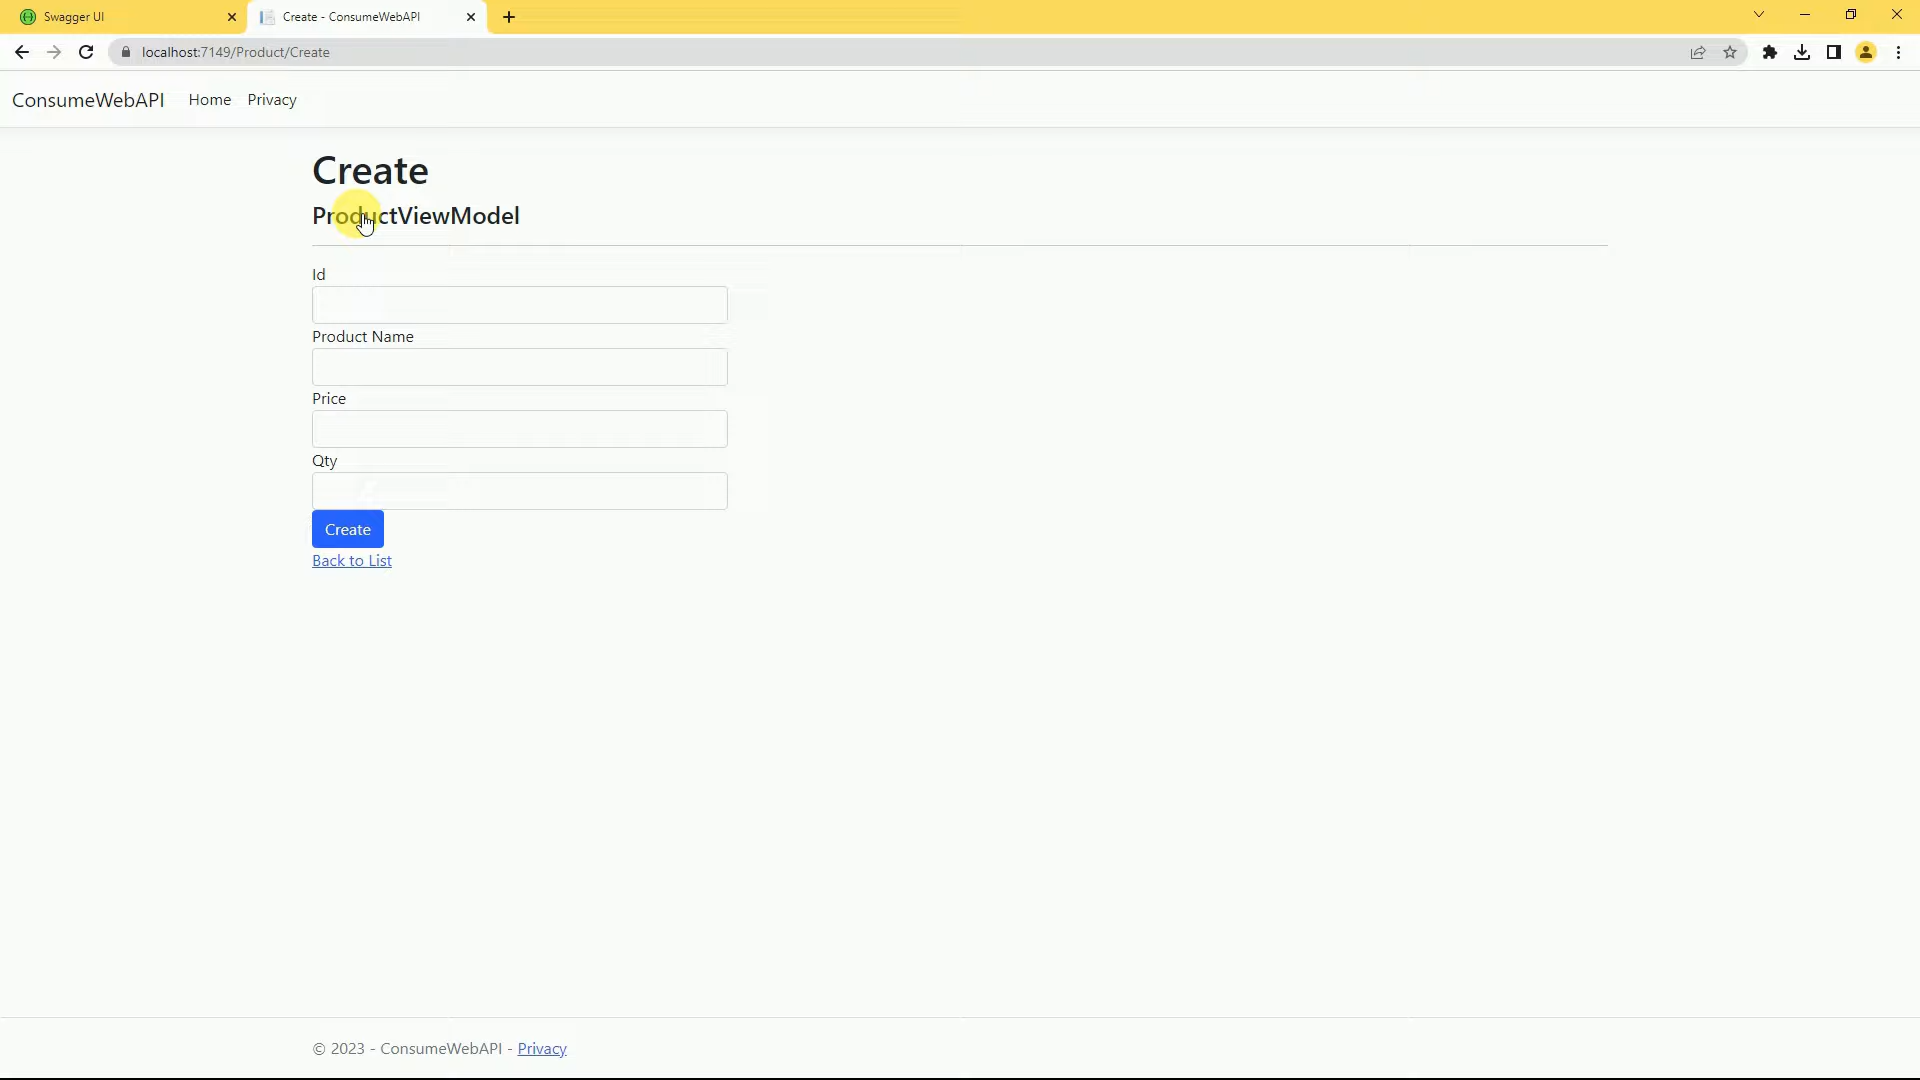 Swagger UI
Create - ConsumeWebAPI
localhost:7149/Product/Create
ConsumeWebAPI Home Privacy
Create
ProductViewModel
Id
Product Name
Price
Qty
Create
Back to List
© 2023 - ConsumeWebAPI - Privacy